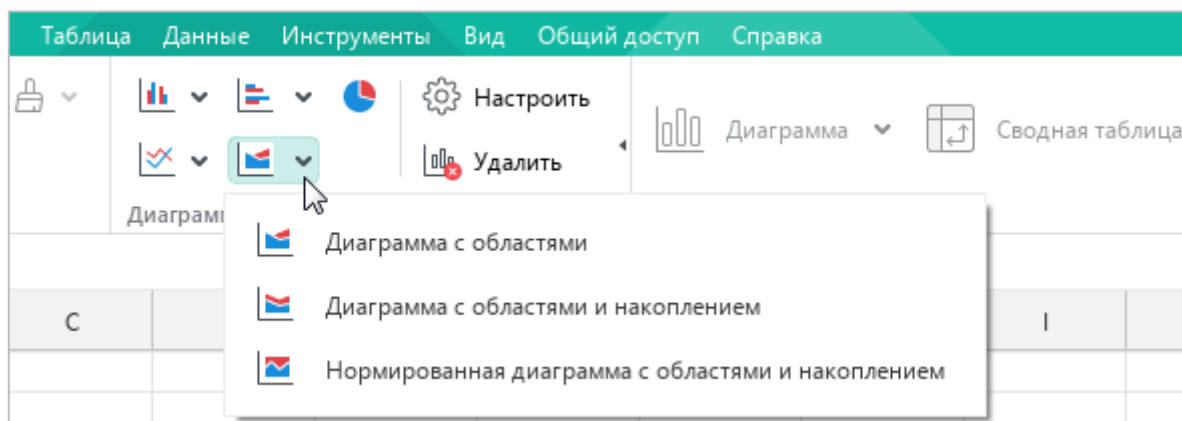 Таблица Данные Инструменты Вид Общий доступ Справка
Настроить
Диаграмма Сводная таблица
Удалить
Диаграм
Диаграмма с областями
Диаграмма с областями и накоплением
C I
Нормированная диаграмма с областями и накоплением